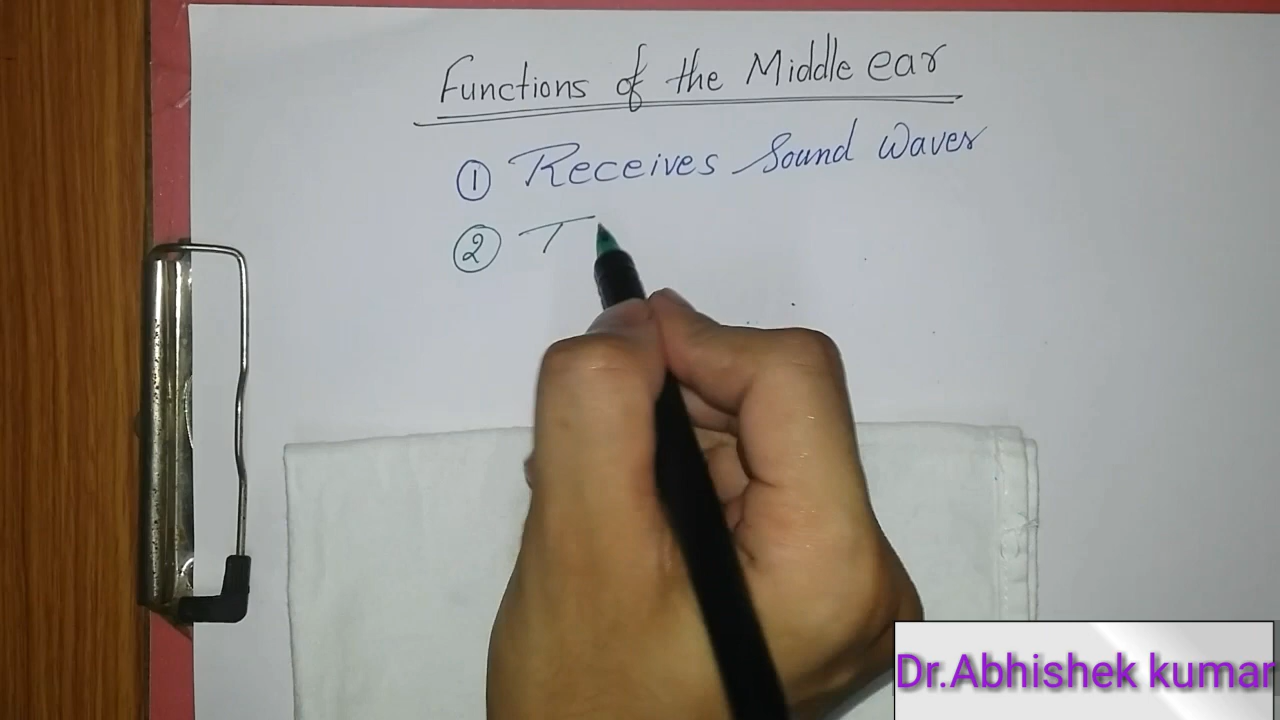 Functions of the Middle ear
① Receives Sound Waves
② T
Dr.Abhishek kumar